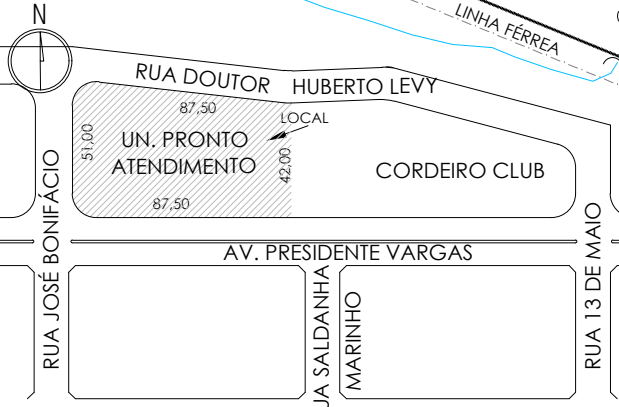 N
LINHA FÉRREA
RUA DOUTOR HUBERTO LEVY
87,50
LOCAL
51,00
UN. PRONTO
ATENDIMENTO
42,00
CORDEIRO CLUB
87,50
RUA JOSÉ BONIFÁCIO
AV. PRESIDENTE VARGAS
RUA 13 DE MAIO
SALDANHA
MARINHO